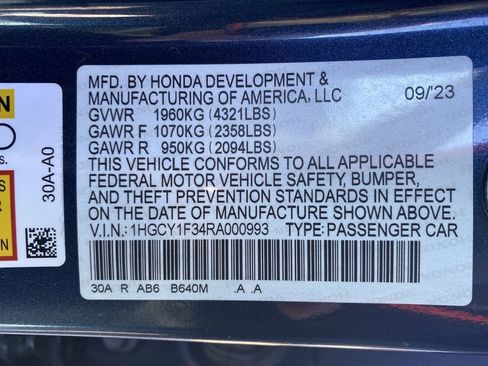 MFD. BY HONDA DEVELOPMENT &
MANUFACTURING OF AMERICA, LLC 09/'23
GVWR 1960KG (4321LBS)
GAWR F 1070KG (2358LBS)
GAWR R 950KG (2094LBS)
THIS VEHICLE CONFORMS TO ALL APPLICABLE
FEDERAL MOTOR VEHICLE SAFETY, BUMPER,
AND THEFT PREVENTION STANDARDS IN EFFECT
ON THE DATE OF MANUFACTURE SHOWN ABOVE.
V.I.N.: 1HGCY1F34RA000993 TYPE: PASSENGER CAR
30A R AB6 B640M .A .A
30A-A0